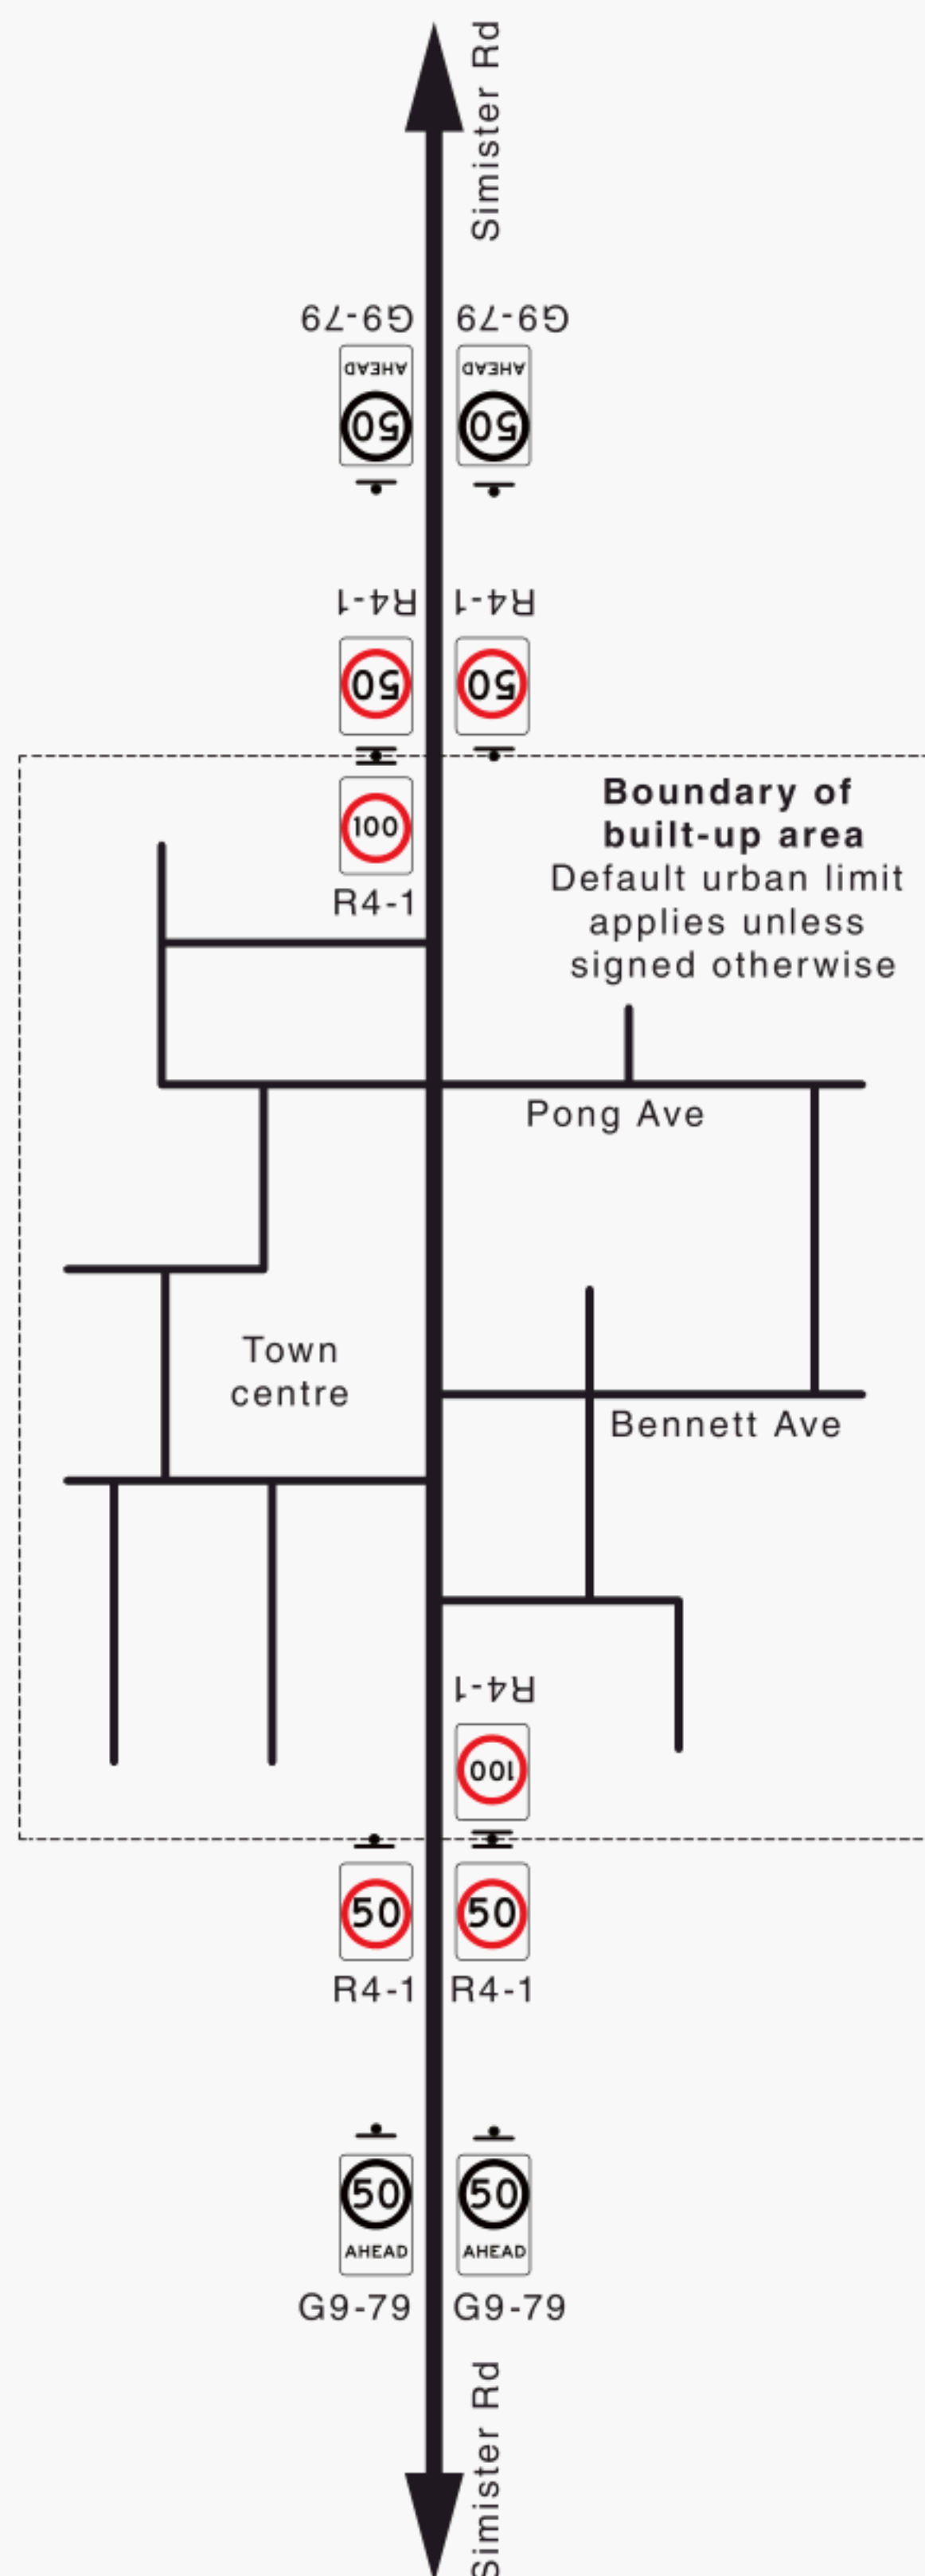 Simister Rd
G9-79 G9-79
AHEAD AHEAD
50 50
R4-1 R4-1
50 50
100
R4-1
Boundary of
built-up area
Default urban limit
applies unless
signed otherwise
Pong Ave
Town
centre
Bennett Ave
R4-1
100
50 50
R4-1 R4-1
50 50
AHEAD AHEAD
G9-79 G9-79
Simister Rd